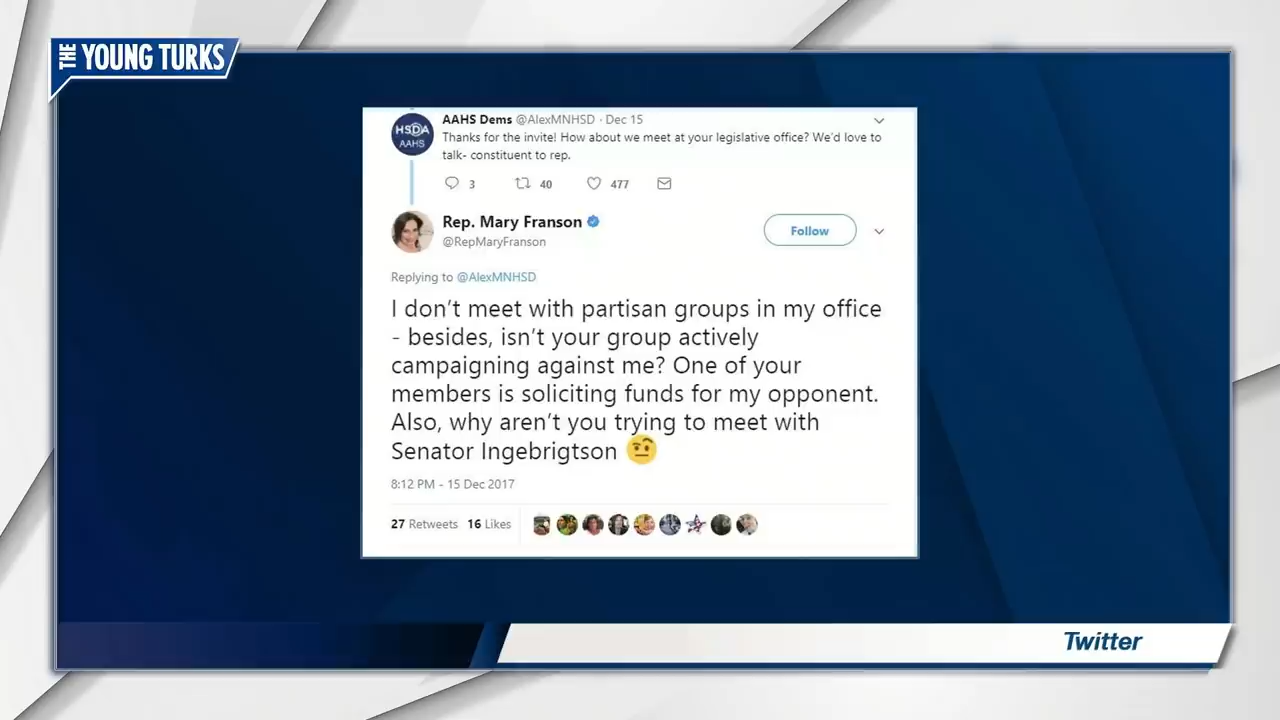 THE YOUNG TURKS
HSDA
AAHS
AAHS Dems @AlexMNHSD · Dec 15
Thanks for the invite! How about we meet at your legislative office? We'd love to
talk- constituent to rep.
3 40 477
Rep. Mary Franson
@RepMaryFranson
Follow
Replying to @AlexMNHSD
I don't meet with partisan groups in my office
- besides, isn't your group actively
campaigning against me? One of your
members is soliciting funds for my opponent.
Also, why aren't you trying to meet with
Senator Ingebrigtson 🤨
8:12 PM - 15 Dec 2017
27 Retweets 16 Likes
Twitter